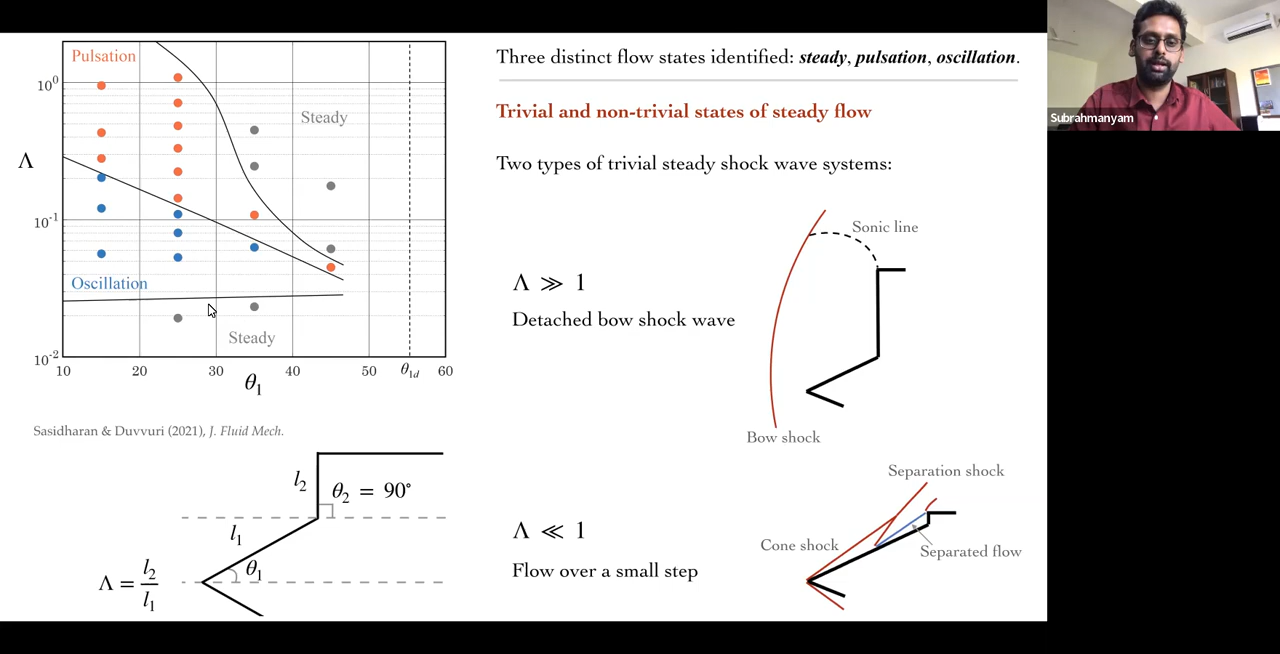 Three distinct flow states identified: steady, pulsation, oscillation.
Trivial and non-trivial states of steady flow
Two types of trivial steady shock wave systems:
Pulsation
Steady
Oscillation
Steady
Λ
10⁰
10⁻¹
10⁻²
10
20
30
40
50
θ₁d
60
θ₁
Sasidharan & Duvvuri (2021), J. Fluid Mech.
l₂
θ₂ = 90°
l₁
θ₁
Λ = l₂/l₁
Λ ≫ 1
Detached bow shock wave
Sonic line
Bow shock
Λ ≪ 1
Flow over a small step
Separation shock
Cone shock
Separated flow
Subrahmanyam